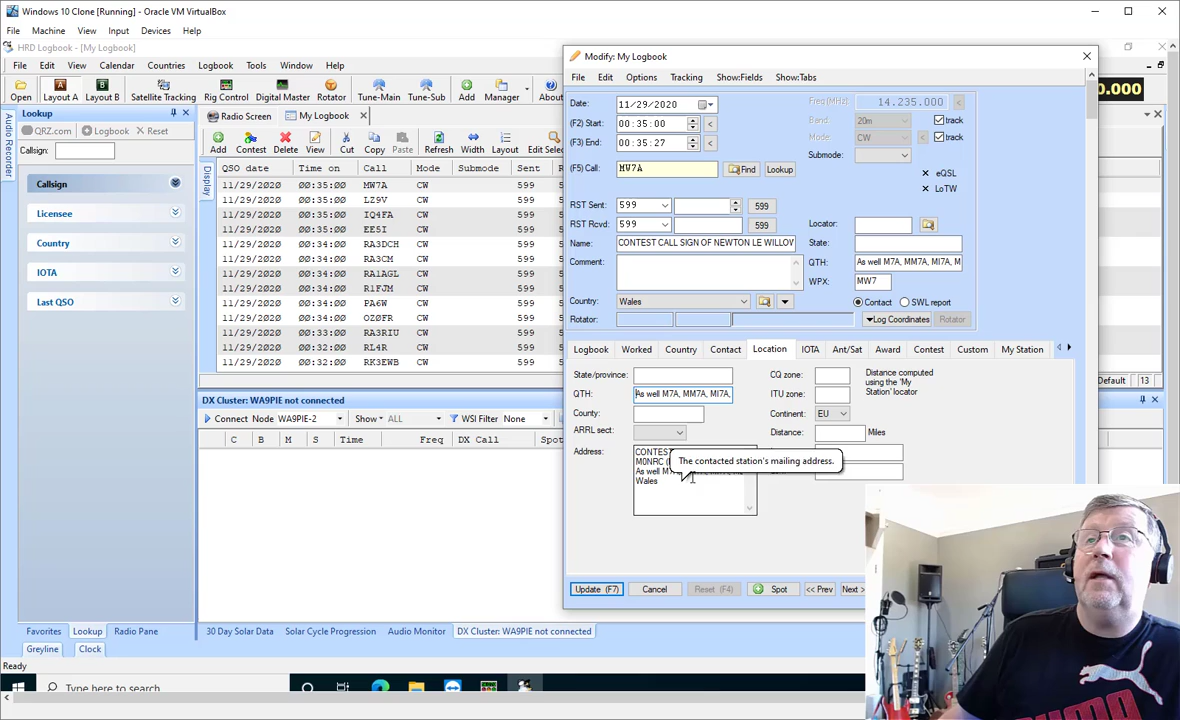 Windows 10 Clone [Running] - Oracle VM VirtualBox
File Machine View Input Devices Help
HRD Logbook - [My Logbook]
File Edit View Calendar Countries Logbook Tools Window Help
Open Layout A Layout B Satellite Tracking Rig Control Digital Master Rotator Tune-Main Tune-Sub Add Manager About
000.000
Audio Recorder
Lookup
QRZ.com Logbook Reset
Callsign:
Callsign
Licensee
Country
IOTA
Last QSO
Radio Screen My Logbook
Add Contest Delete View Cut Copy Paste Refresh Width Layout Edit Selec
Display
QSO date Time on Call Mode Submode Sent
11/29/2020 00:35:00 MW7A CW 599
11/29/2020 00:35:00 LZ9V CW 599
11/29/2020 00:35:00 IQ4FA CW 599
11/29/2020 00:35:00 EE5I CW 599
11/29/2020 00:34:00 RA3DCH CW 599
11/29/2020 00:34:00 RA3CM CW 599
11/29/2020 00:34:00 RA1AGL CW 599
11/29/2020 00:34:00 R1FJM CW 599
11/29/2020 00:34:00 PA6W CW 599
11/29/2020 00:33:00 RA3RIU CW 599
11/29/2020 00:32:00 RL4R CW 599
11/29/2020 00:32:00 RK3EWB CW 599
Default
DX Cluster: WA9PIE not connected
Connect Node WA9PIE-2 Show WSI Filter None
C B M S Freq DX Call Spot
Favorites Lookup Radio Pane
30 Day Solar Data Solar Cycle Progression Audio Monitor DX Cluster: WA9PIE not connected
Greyline Clock
Ready
Type here to search
Modify: My Logbook
File Edit Options Tracking Show:Fields Show:Tabs
Date: 11/29/2020
(F2) Start: 00:35:00 <
(F3) End: 00:35:27 <
(F5) Call: MW7A Find Lookup
Freq (MHz) 14.235.000 <
Band: 20m track
Mode: CW < track
Submode:
eQSL
LoTW
RST Sent: 599 599
RST Rcvd: 599 599
Name: CONTEST CALL SIGN OF NEWTON LE WILLOW
Comment:
Country: Wales
Rotator:
Locator:
State:
QTH: As well M7A, MM7A, MI7A, M
WPX: MW7
Contact SWL report
Log Coordinates Rotator
Logbook Worked Country Contact Location IOTA Ant/Sat Award Contest Custom My Station
State/province:
QTH: As well M7A, MM7A, MI7A,
County:
ARRL sect:
Address: CONTEST
M0NRC
As well M7
Wales
The contacted station's mailing address.
CQ zone:
ITU zone:
Continent: EU
Distance: Miles
Distance computed
using the 'My
Station' locator
Update (F7) Cancel Reset (F4) Spot << Prev Next >